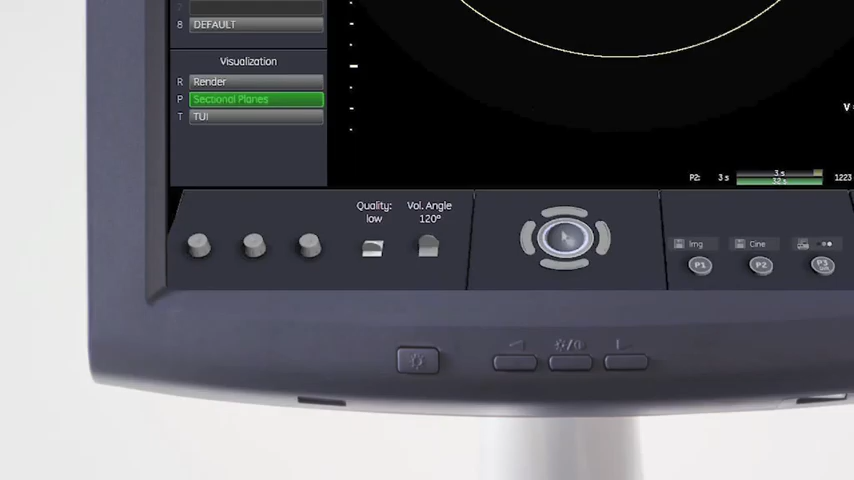 2
8 DEFAULT
Visualization
R Render
P Sectional Planes
T TUI
Quality:
low
Vol. Angle
120°
V
P2: 3 s 3 s 1223
32 s
Img
Cine
P1
P2
P3